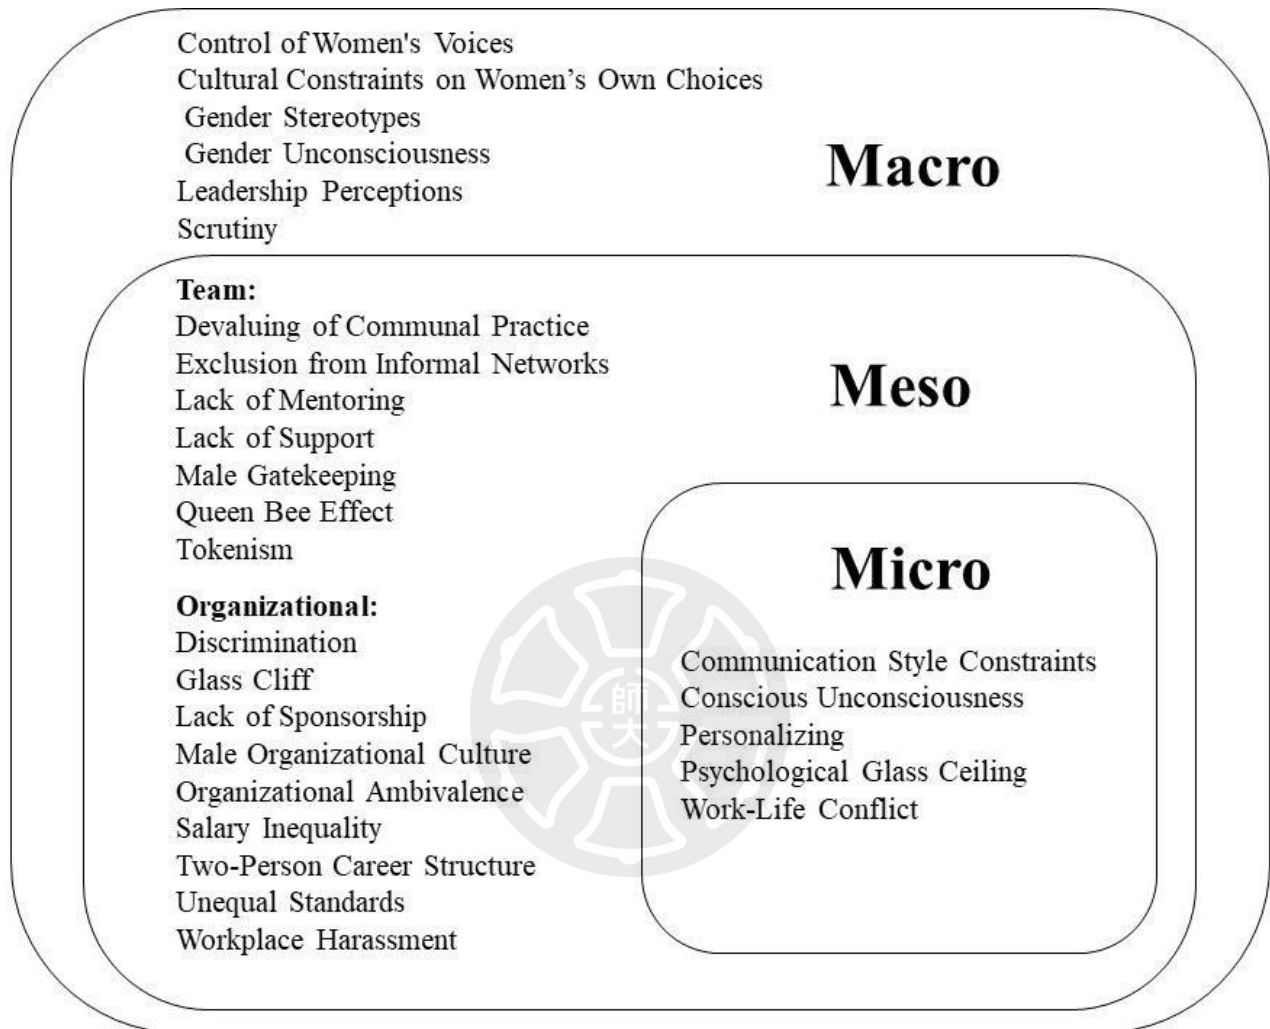 Control of Women's Voices
Cultural Constraints on Women’s Own Choices
Gender Stereotypes
Gender Unconsciousness
Leadership Perceptions
Scrutiny
Macro
Team:
Devaluing of Communal Practice
Exclusion from Informal Networks
Lack of Mentoring
Lack of Support
Male Gatekeeping
Queen Bee Effect
Tokenism
Meso
Organizational:
Discrimination
Glass Cliff
Lack of Sponsorship
Male Organizational Culture
Organizational Ambivalence
Salary Inequality
Two-Person Career Structure
Unequal Standards
Workplace Harassment
Micro
Communication Style Constraints
Conscious Unconsciousness
Personalizing
Psychological Glass Ceiling
Work-Life Conflict
師大